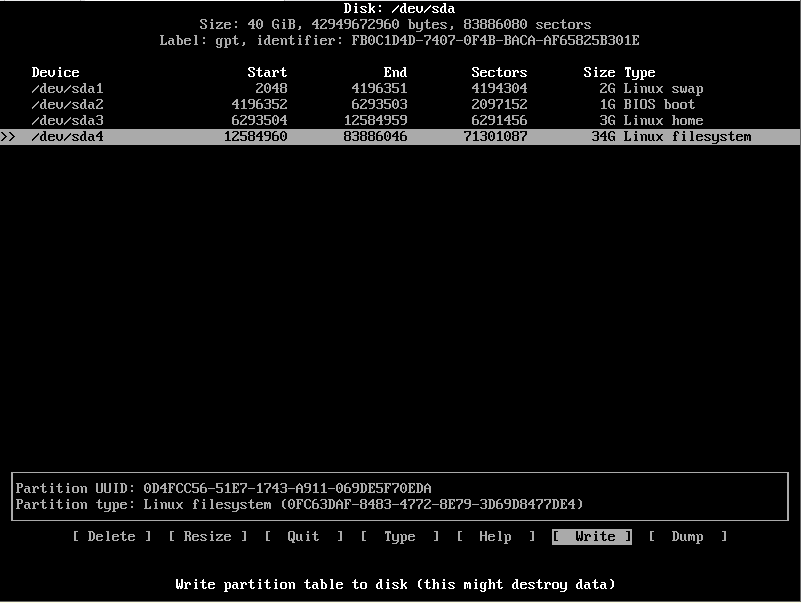 Disk: /dev/sda
Size: 40 GiB, 42949672960 bytes, 83886080 sectors
Label: gpt, identifier: FB0C1D4D-7407-0F4B-BACA-AF65825B301E
Device Start End Sectors Size Type
/dev/sda1 2048 4196351 4194304 2G Linux swap
/dev/sda2 4196352 6293503 2097152 1G BIOS boot
/dev/sda3 6293504 12584959 6291456 3G Linux home
>> /dev/sda4 12584960 83886046 71301087 34G Linux filesystem
Partition UUID: 0D4FCC56-51E7-1743-A911-069DE5F70EDA
Partition type: Linux filesystem (0FC63DAF-8483-4772-8E79-3D69D8477DE4)
[ Delete ] [ Resize ] [ Quit ] [ Type ] [ Help ] [ Write ] [ Dump ]
Write partition table to disk (this might destroy data)